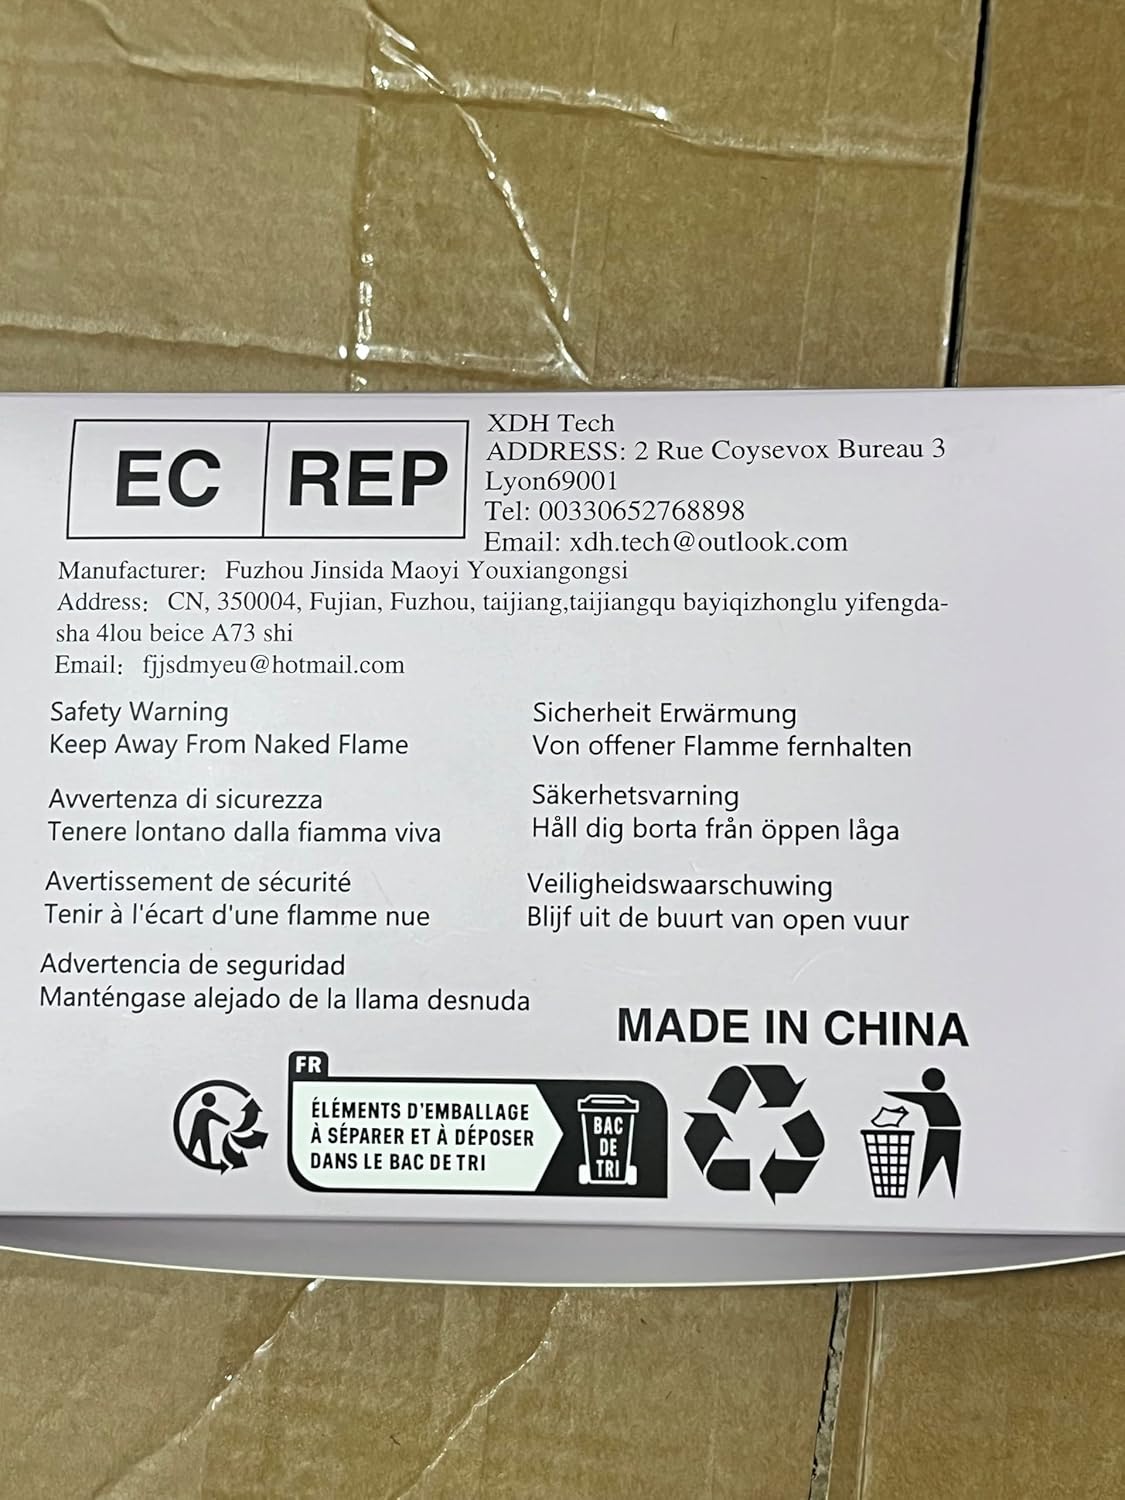 EC REP
XDH Tech
ADDRESS: 2 Rue Coysevox Bureau 3
Lyon69001
Tel: 00330652768898
Email: xdh.tech@outlook.com
Manufacturer: Fuzhou Jinsida Maoyi Youxiangongsi
Address: CN, 350004, Fujian, Fuzhou, taijiang,taijiangqu bayiqizhonglu yifengda-
sha 4lou beice A73 shi
Email: fjjsdmyeu@hotmail.com
Safety Warning
Keep Away From Naked Flame
Sicherheit Erwärmung
Von offener Flamme fernhalten
Avvertenza di sicurezza
Tenere lontano dalla fiamma viva
Säkerhetsvarning
Håll dig borta från öppen låga
Avertissement de sécurité
Tenir à l'écart d'une flamme nue
Veiligheidswaarschuwing
Blijf uit de buurt van open vuur
Advertencia de seguridad
Manténgase alejado de la llama desnuda
MADE IN CHINA
FR
ÉLÉMENTS D'EMBALLAGE
À SÉPARER ET À DÉPOSER
DANS LE BAC DE TRI
BAC
DE
TRI